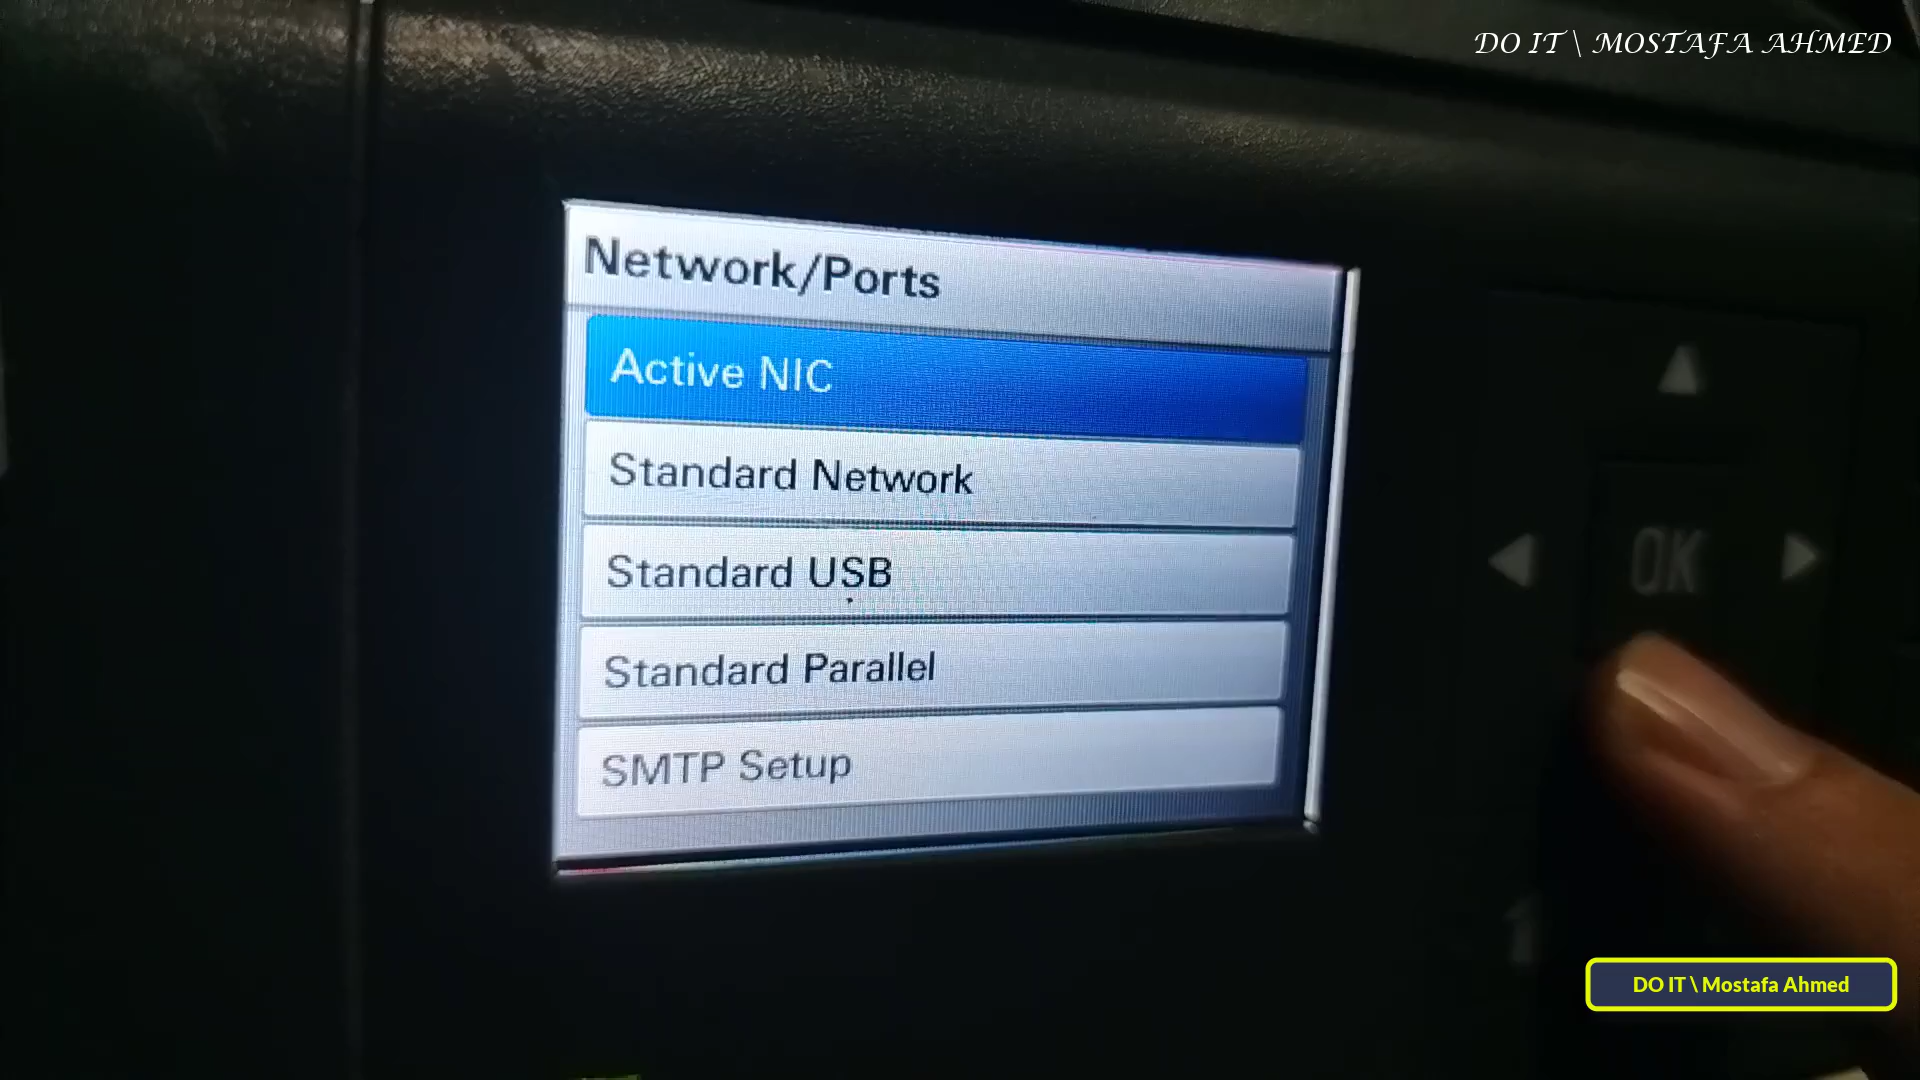 DO IT \ MOSTAFA AHMED
Network/Ports
Active NIC
Standard Network
Standard USB
Standard Parallel
SMTP Setup
OK
1
DO IT \ Mostafa Ahmed